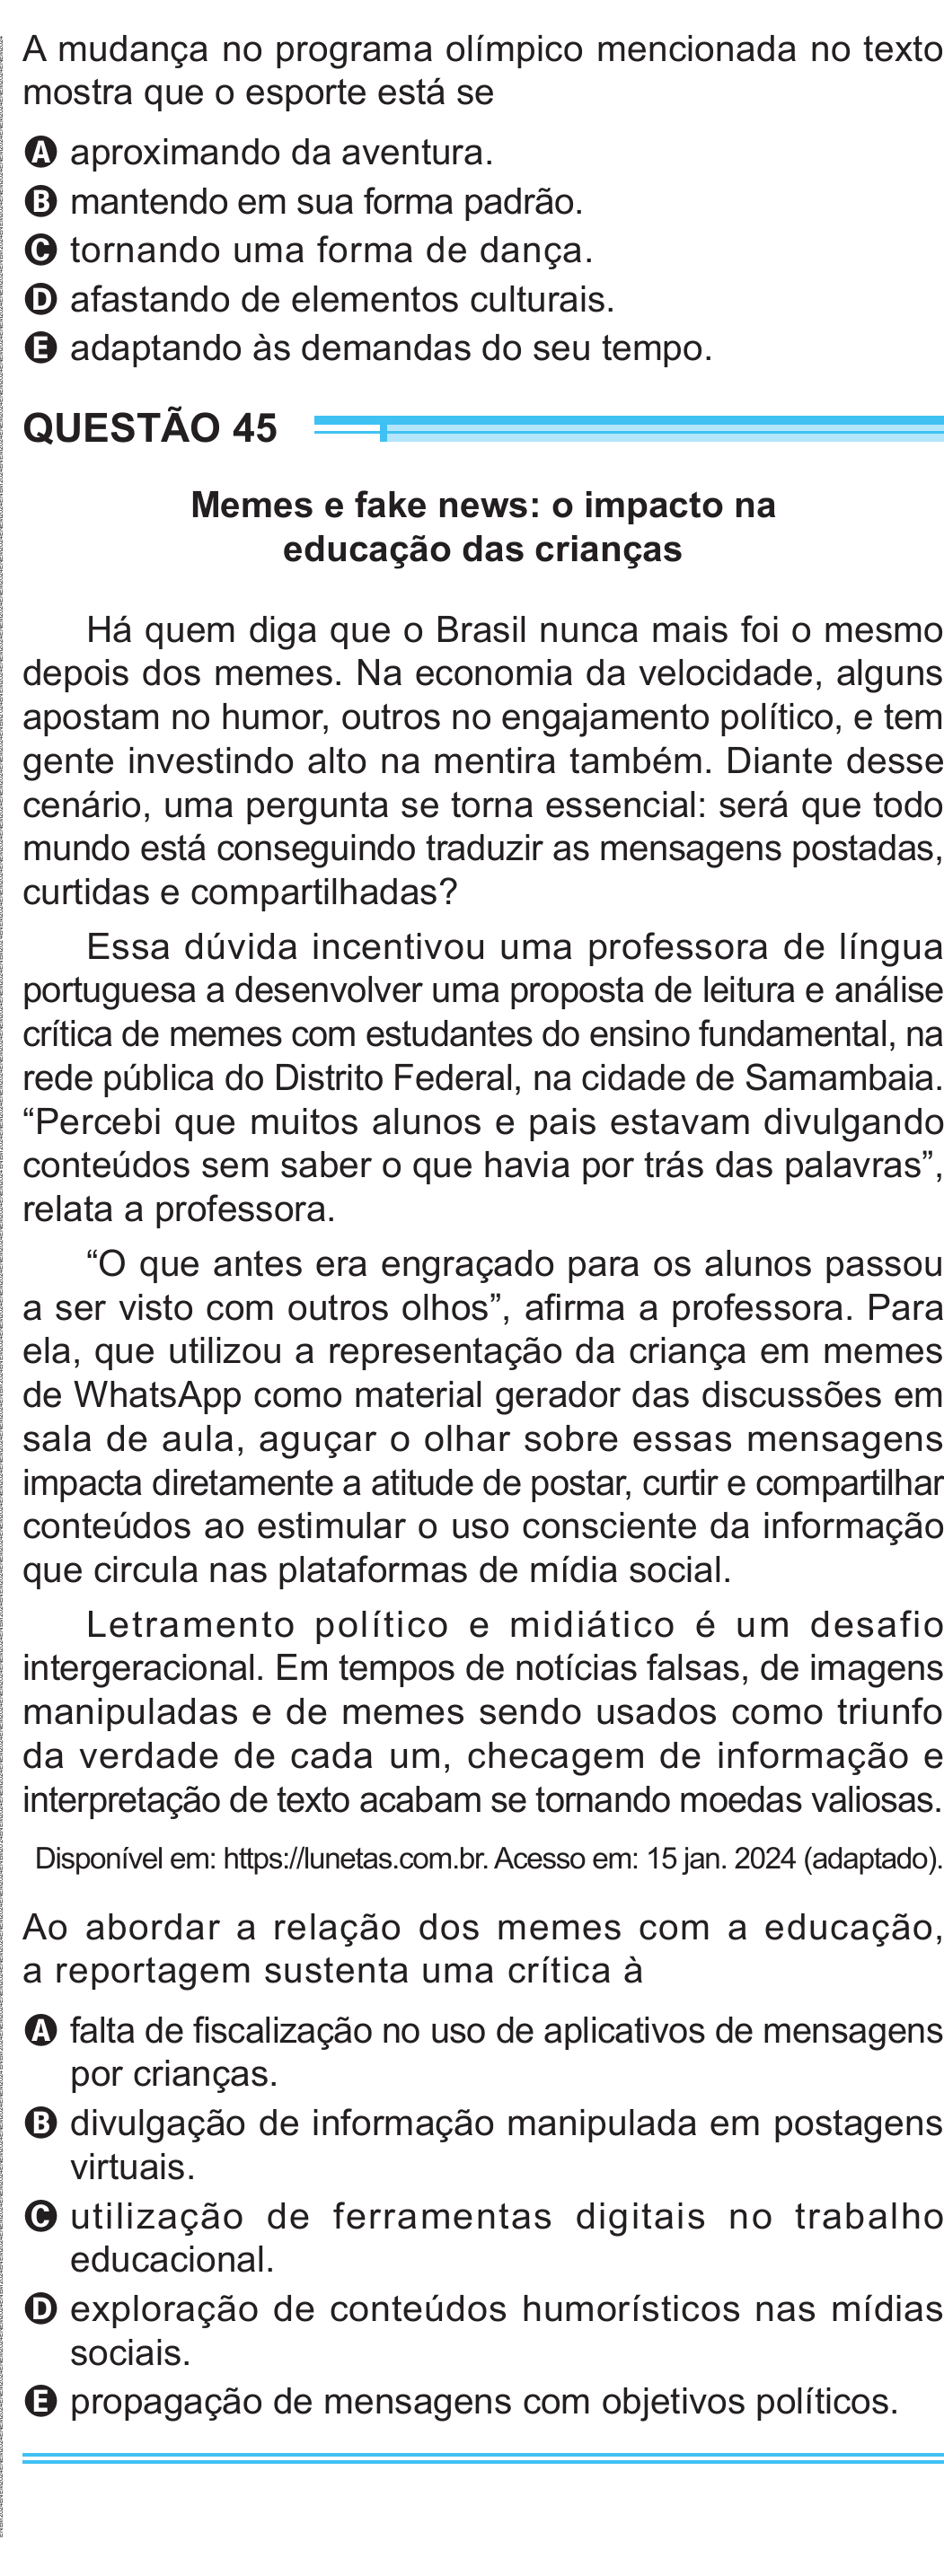 A mudança no programa olímpico mencionada no texto
mostra que o esporte está se
A aproximando da aventura.
B mantendo em sua forma padrão.
C tornando uma forma de dança.
D afastando de elementos culturais.
E adaptando às demandas do seu tempo.
QUESTÃO 45
Memes e fake news: o impacto na
educação das crianças
Há quem diga que o Brasil nunca mais foi o mesmo
depois dos memes. Na economia da velocidade, alguns
apostam no humor, outros no engajamento político, e tem
gente investindo alto na mentira também. Diante desse
cenário, uma pergunta se torna essencial: será que todo
mundo está conseguindo traduzir as mensagens postadas,
curtidas e compartilhadas?
Essa dúvida incentivou uma professora de língua
portuguesa a desenvolver uma proposta de leitura e análise
crítica de memes com estudantes do ensino fundamental, na
rede pública do Distrito Federal, na cidade de Samambaia.
“Percebi que muitos alunos e pais estavam divulgando
conteúdos sem saber o que havia por trás das palavras”,
relata a professora.
“O que antes era engraçado para os alunos passou
a ser visto com outros olhos”, afirma a professora. Para
ela, que utilizou a representação da criança em memes
de WhatsApp como material gerador das discussões em
sala de aula, aguçar o olhar sobre essas mensagens
impacta diretamente a atitude de postar, curtir e compartilhar
conteúdos ao estimular o uso consciente da informação
que circula nas plataformas de mídia social.
Letramento político e midiático é um desafio
intergeracional. Em tempos de notícias falsas, de imagens
manipuladas e de memes sendo usados como triunfo
da verdade de cada um, checagem de informação e
interpretação de texto acabam se tornando moedas valiosas.
Disponível em: https://lunetas.com.br. Acesso em: 15 jan. 2024 (adaptado).
Ao abordar a relação dos memes com a educação,
a reportagem sustenta uma crítica à
A falta de fiscalização no uso de aplicativos de mensagens
por crianças.
B divulgação de informação manipulada em postagens
virtuais.
C utilização de ferramentas digitais no trabalho
educacional.
D exploração de conteúdos humorísticos nas mídias
sociais.
E propagação de mensagens com objetivos políticos.